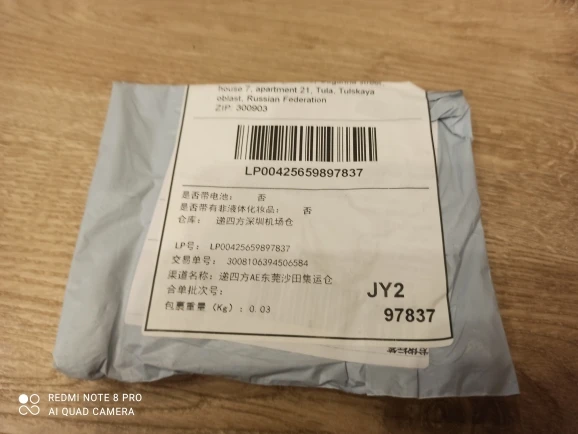 house 7, apartment 21, Tula, Tulskaya
oblast, Russian Federation
ZIP: 300903
LP00425659897837
是否带电池: 否
是否带有非液体化妆品: 否
仓库: 递四方深圳机场仓
LP号: LP00425659897837
交易单号: 3008106394506584
渠道名称: 递四方AE东莞沙田集运仓
合单批次号:
包裹重量 (Kg): 0.03
JY2
97837
REDMI NOTE 8 PRO
AI QUAD CAMERA